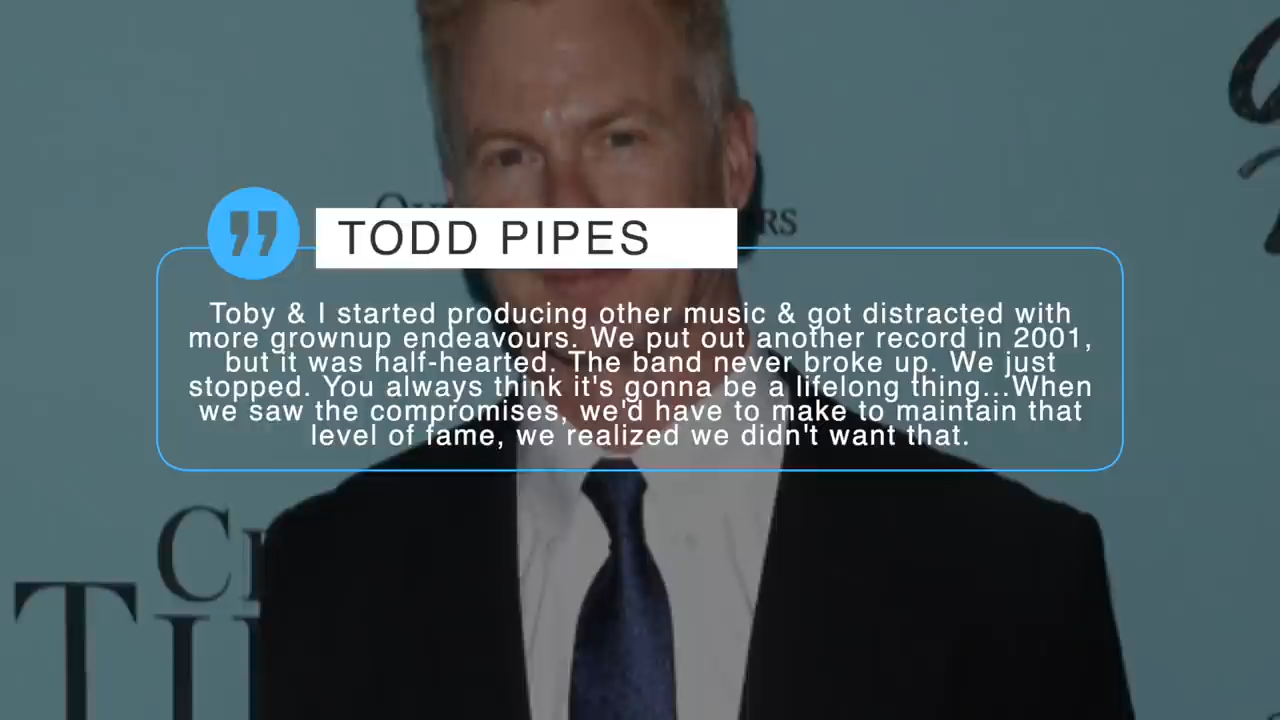 TODD PIPES
Toby & I started producing other music & got distracted with
more grownup endeavours. We put out another record in 2001,
but it was half-hearted. The band never broke up. We just
stopped. You always think it's gonna be a lifelong thing...When
we saw the compromises, we'd have to make to maintain that
level of fame, we realized we didn't want that.